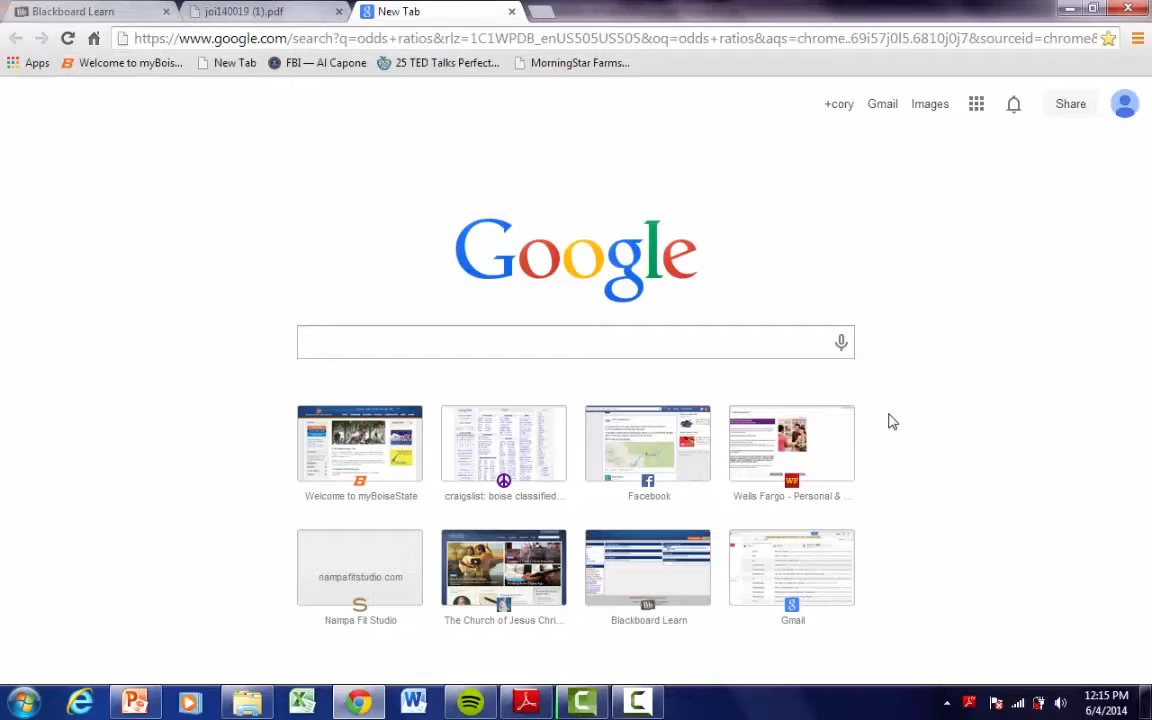 Blackboard Learn
joi140019 (1).pdf
New Tab
https://www.google.com/search?q=odds+ratios&rlz=1C1WPDB_enUS505US505&oq=odds+ratios&aqs=chrome..69i57j0l5.6810j0j7&sourceid=chrome&
Apps
Welcome to myBois...
New Tab
FBI — Al Capone
25 TED Talks Perfect...
MorningStar Farms...
+cory
Gmail
Images
Share
Google
Welcome to myBoiseState
craigslist: boise classified...
Facebook
Wells Fargo - Personal & ...
nampafitstudio com
Nampa Fit Studio
The Church of Jesus Chri...
Blackboard Learn
Gmail
12:15 PM
6/4/2014